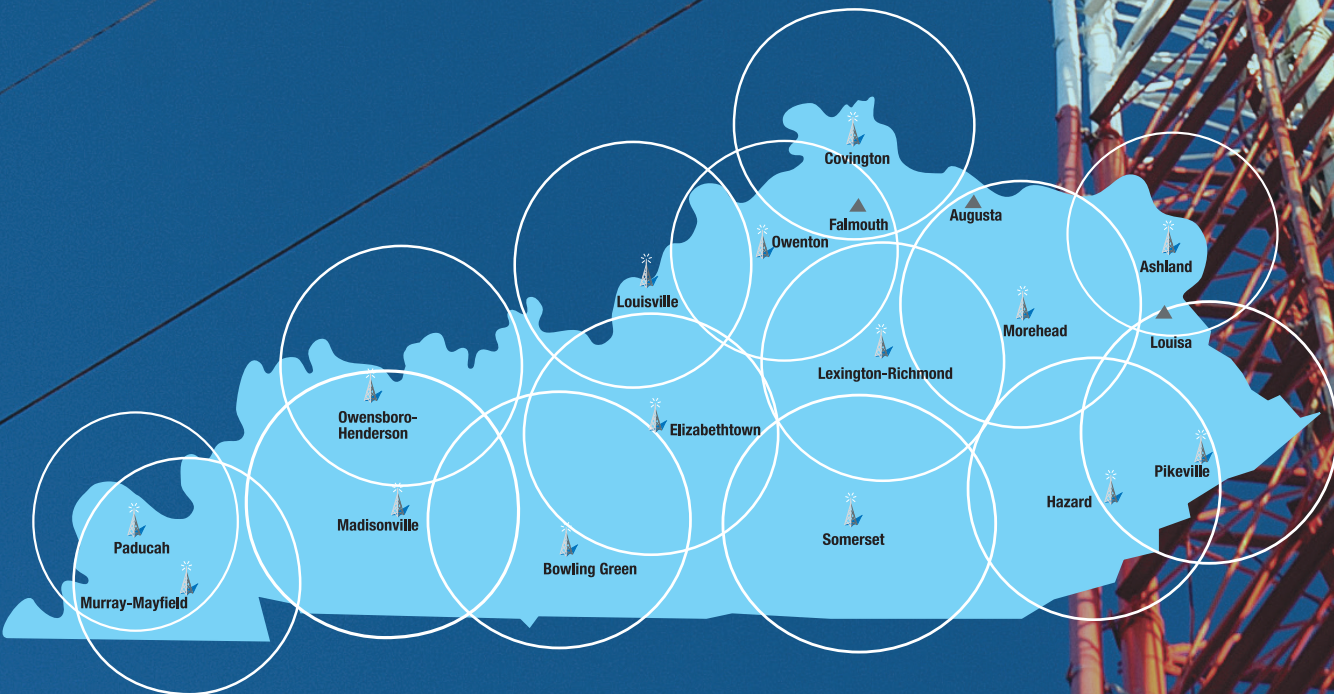 Covington
Falmouth
Augusta
Owenton
Ashland
Louisville
Morehead
Louisa
Lexington-Richmond
Owensboro-
Henderson
Elizabethtown
Pikeville
Hazard
Madisonville
Somerset
Paducah
Bowling Green
Murray-Mayfield